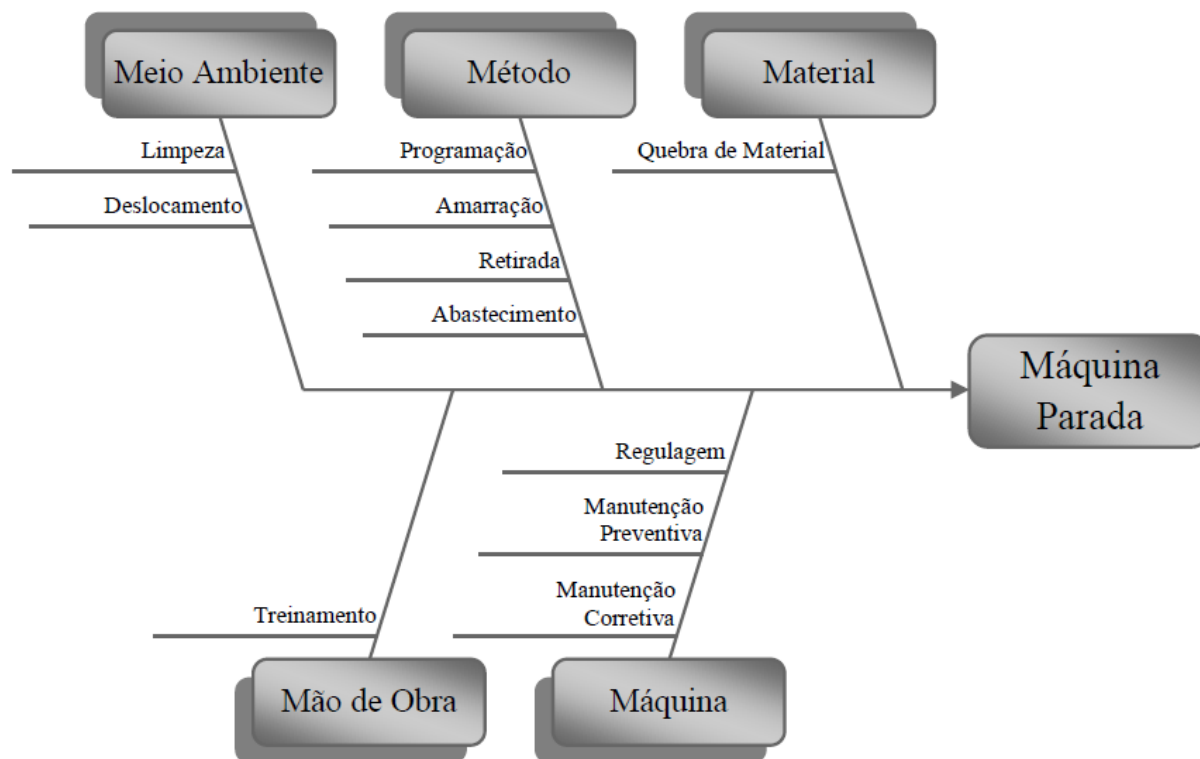 Meio Ambiente
Método
Material
Limpeza
Deslocamento
Programação
Amarração
Retirada
Abastecimento
Quebra de Material
Máquina
Parada
Regulagem
Manutenção
Preventiva
Manutenção
Corretiva
Treinamento
Mão de Obra
Máquina